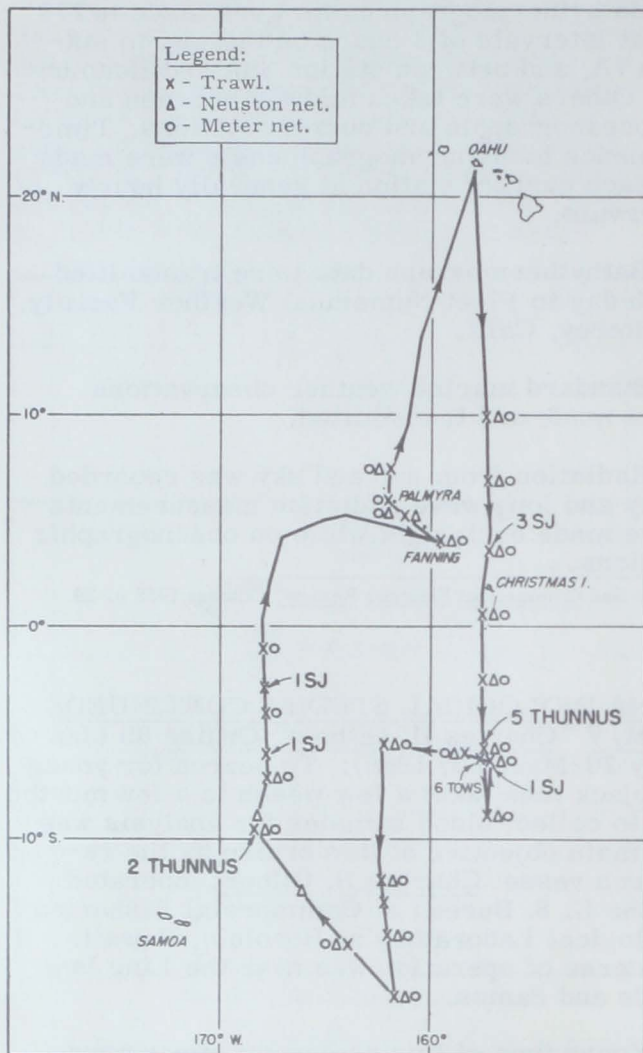 Legend:
x - Trawl.
Δ - Neuston net.
o - Meter net.
OAHU
20° N.
10°
PALMYRA
3 SJ
FANNING
CHRISTMAS I.
0°
1 SJ
5 THUNNUS
1 SJ
6 TOWS
1 SJ
10° S.
2 THUNNUS
SAMOA
170° W.
160°